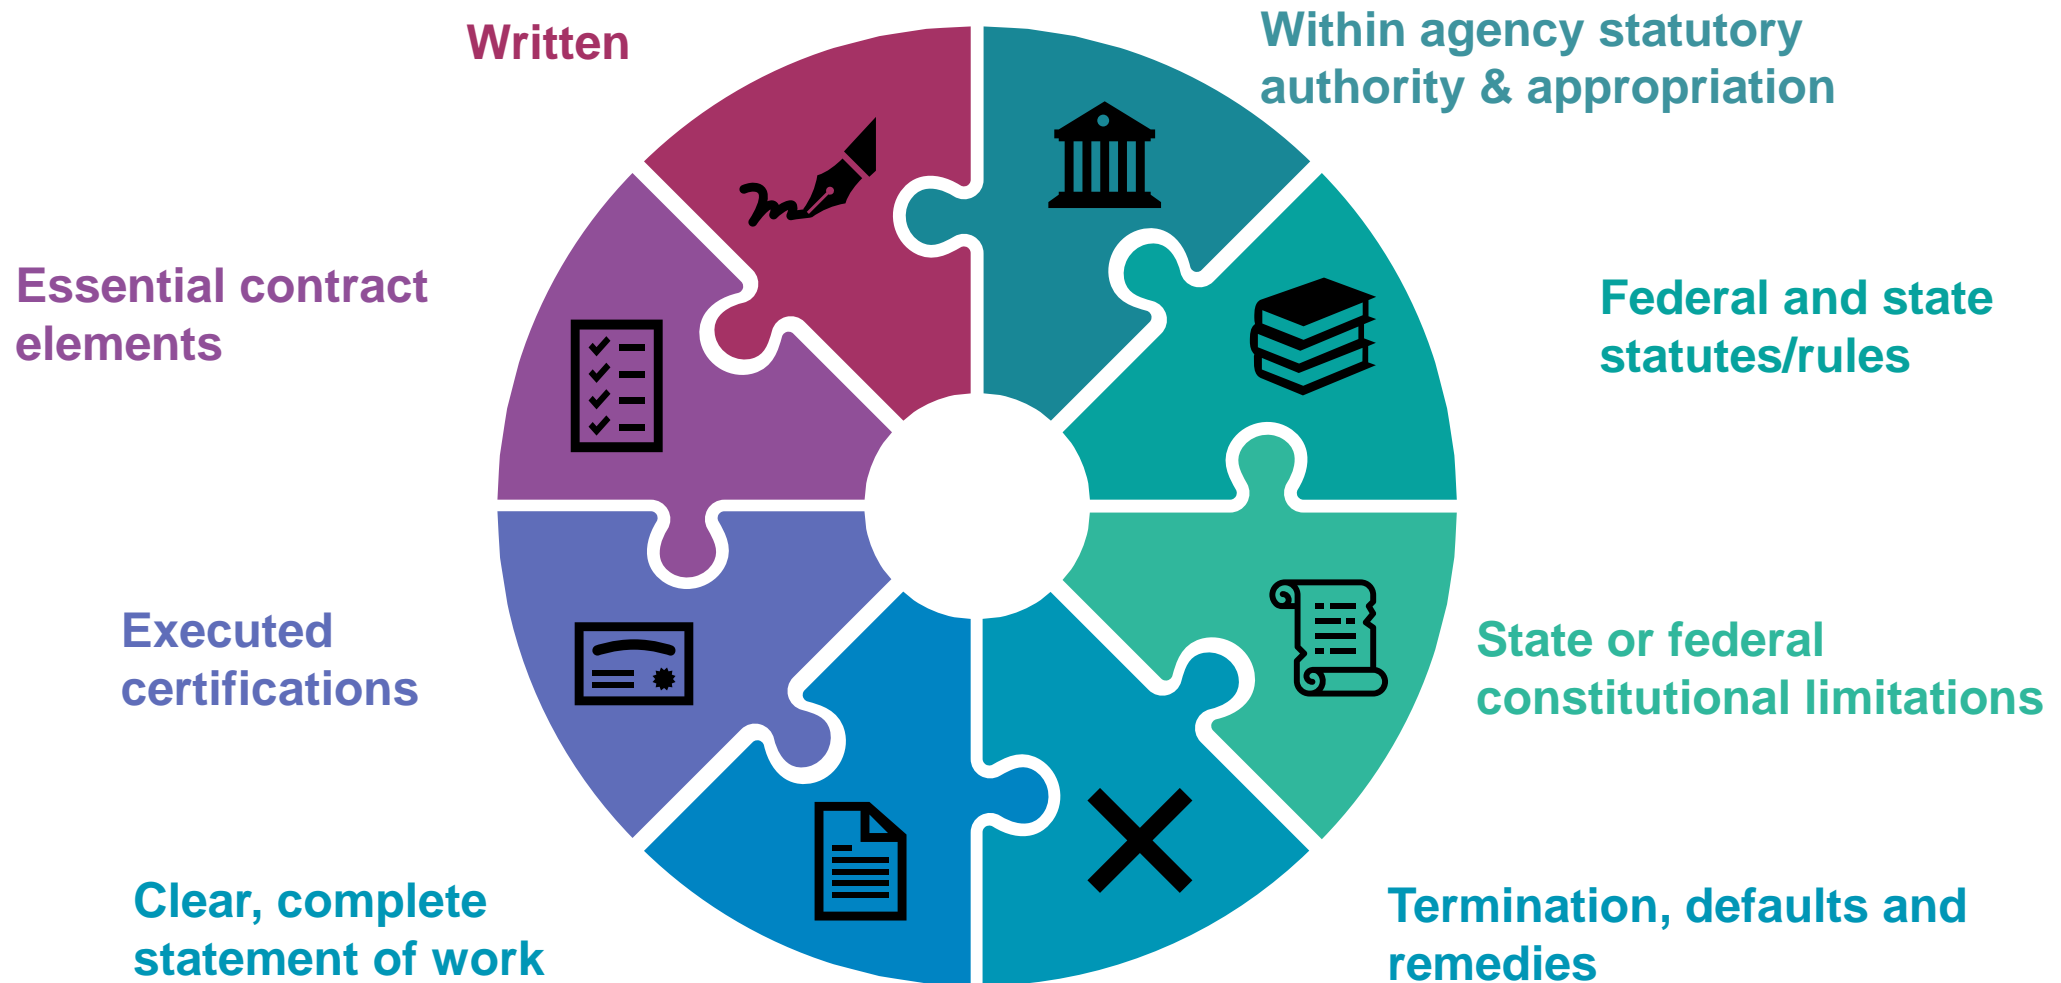 Written
Within agency statutory
authority & appropriation
Essential contract
elements
Federal and state
statutes/rules
Executed
certifications
State or federal
constitutional limitations
Clear, complete
statement of work
Termination, defaults and
remedies